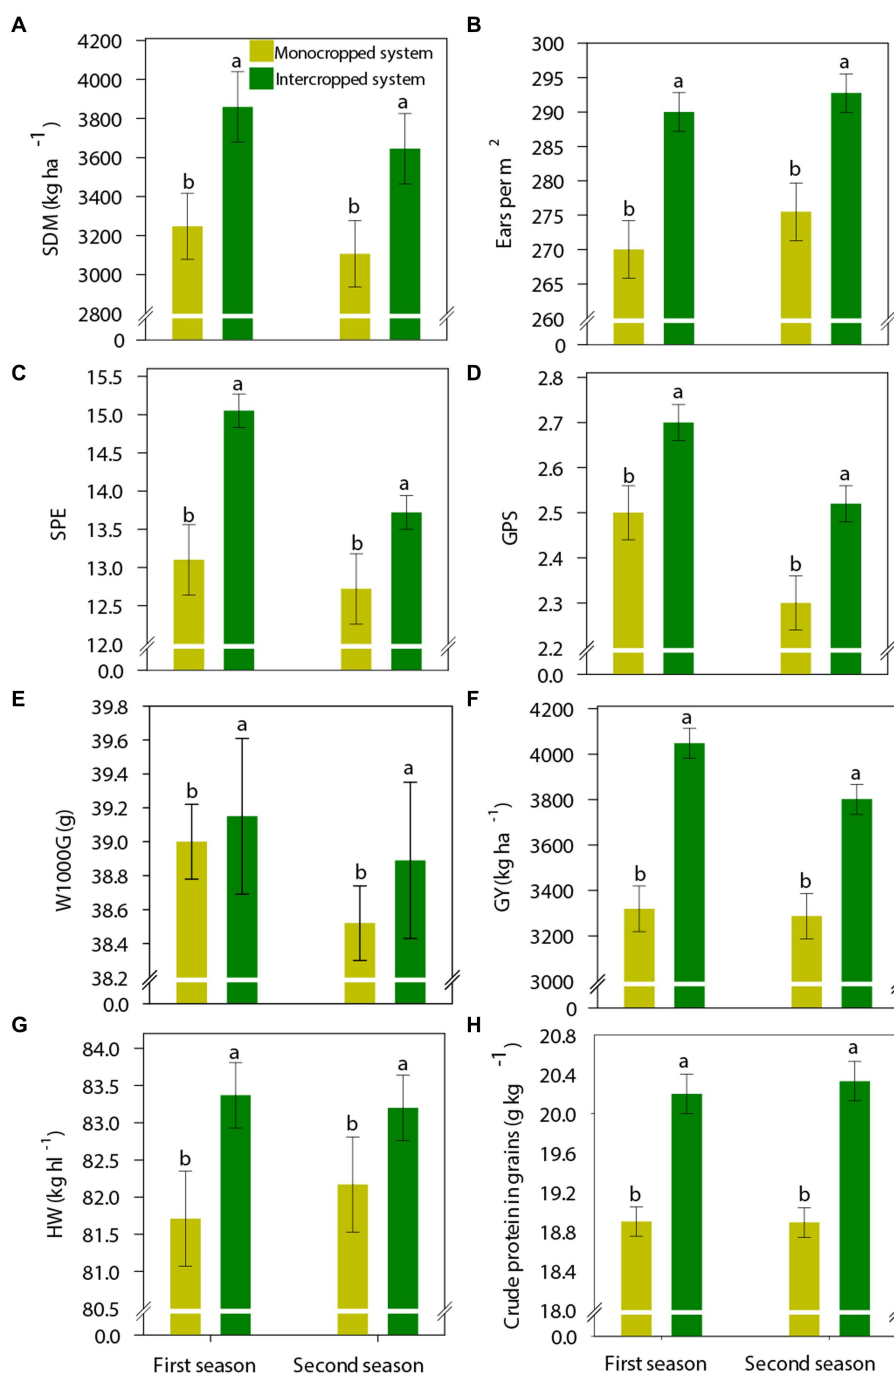 A
SDM (kg ha -1)
4200
4000
3800
3600
3400
3200
3000
2800
0
Monocropped system
Intercropped system
b
a
b
a
B
Ears per m 2
300
295
290
285
280
275
270
265
260
0
b
a
b
a
C
SPE
15.5
15.0
14.5
14.0
13.5
13.0
12.5
12.0
0.0
b
a
b
a
D
GPS
2.8
2.7
2.6
2.5
2.4
2.3
2.2
0.0
b
a
b
a
E
W1000G (g)
39.8
39.6
39.4
39.2
39.0
38.8
38.6
38.4
38.2
0.0
b
a
b
a
F
GY (kg ha -1)
4200
4000
3800
3600
3400
3200
3000
0
b
a
b
a
G
HW (kg hl -1)
84.0
83.5
83.0
82.5
82.0
81.5
81.0
80.5
0.0
b
a
b
a
First season
Second season
H
Crude protein in grains (g kg -1)
20.8
20.4
20.0
19.6
19.2
18.8
18.4
18.0
0.0
b
a
b
a
First season
Second season